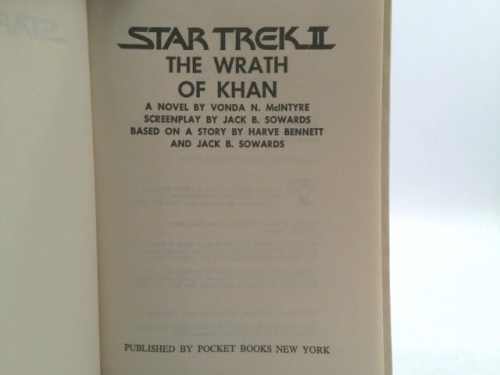 STAR TREK II
THE WRATH
OF KHAN
A NOVEL BY VONDA N. McINTYRE
SCREENPLAY BY JACK B. SOWARDS
BASED ON A STORY BY HARVE BENNETT
AND JACK B. SOWARDS
PUBLISHED BY POCKET BOOKS NEW YORK